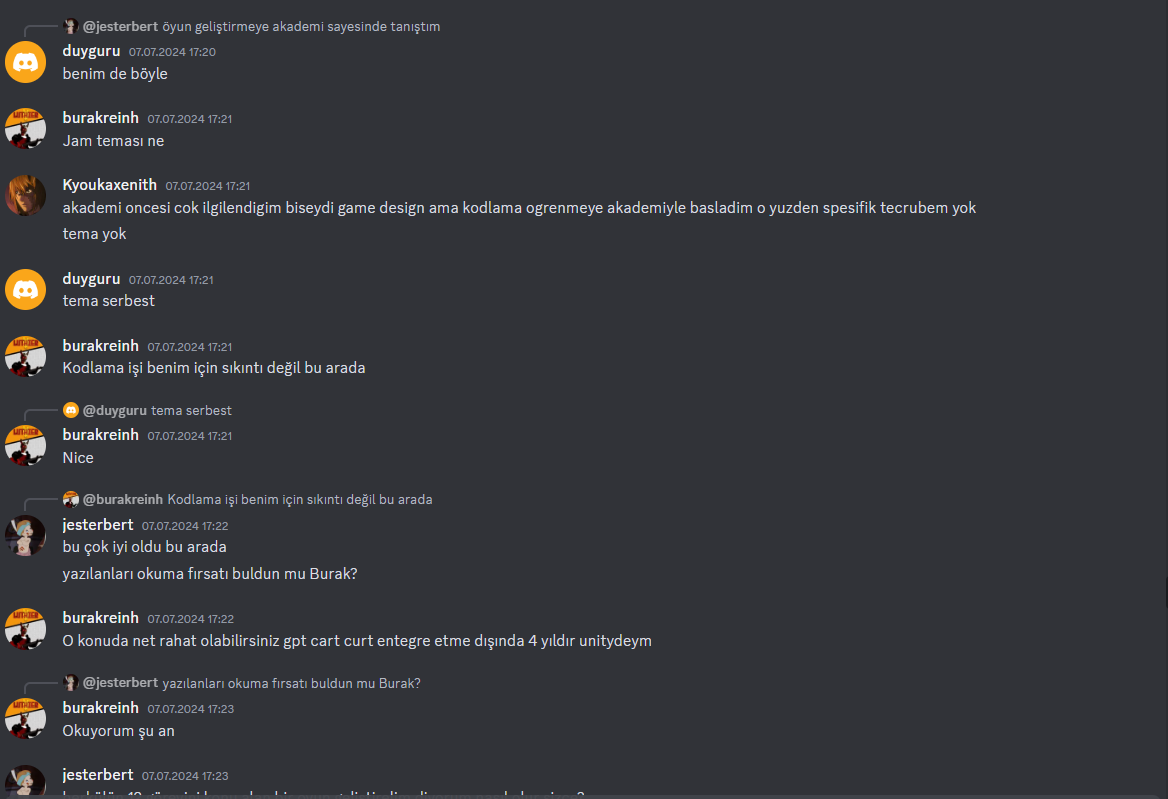 @jesterbert öyun geliştirmeye akademi sayesinde tanıştım
duyguru 07.07.2024 17:20
benim de böyle
burakreinh 07.07.2024 17:21
Jam teması ne
Kyoukaxenith 07.07.2024 17:21
akademi oncesi cok ilgilendigim biseydi game design ama kodlama ogrenmeye akademiyle basladim o yuzden spesifik tecrubem yok
tema yok
duyguru 07.07.2024 17:21
tema serbest
burakreinh 07.07.2024 17:21
Kodlama işi benim için sıkıntı değil bu arada
@duyguru tema serbest
burakreinh 07.07.2024 17:21
Nice
@burakreinh Kodlama işi benim için sıkıntı değil bu arada
jesterbert 07.07.2024 17:22
bu çok iyi oldu bu arada
yazılanları okuma fırsatı buldun mu Burak?
burakreinh 07.07.2024 17:22
O konuda net rahat olabilirsiniz gpt cart curt entegre etme dışında 4 yıldır unitydeym
@jesterbert yazılanları okuma fırsatı buldun mu Burak?
burakreinh 07.07.2024 17:23
Okuyorum şu an
jesterbert 07.07.2024 17:23